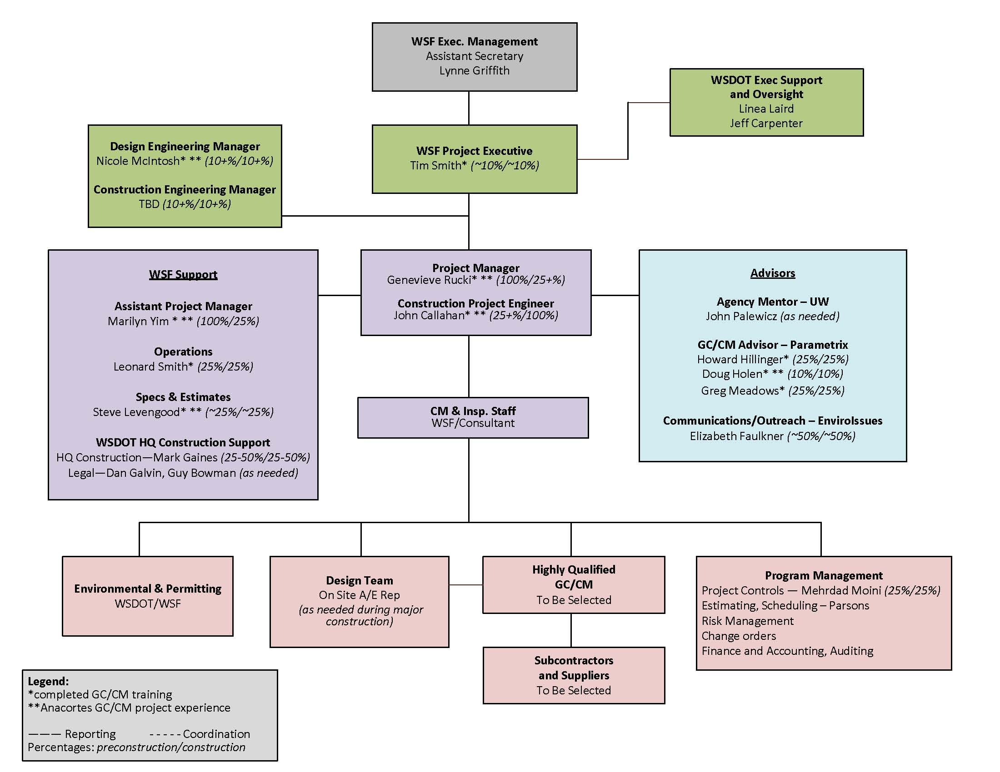 WSF Exec. Management
Assistant Secretary
Lynne Griffith
WSDOT Exec Support
and Oversight
Linea Laird
Jeff Carpenter
Design Engineering Manager
Nicole McIntosh* ** (10+%/10+%)
Construction Engineering Manager
TBD (10+%/10+%)
WSF Project Executive
Tim Smith* (~10%/~10%)
WSF Support
Assistant Project Manager
Marilyn Yim * ** (100%/25%)
Operations
Leonard Smith* (25%/25%)
Specs & Estimates
Steve Levengood* ** (~25%/~25%)
WSDOT HQ Construction Support
HQ Construction—Mark Gaines (25-50%/25-50%)
Legal—Dan Galvin, Guy Bowman (as needed)
Project Manager
Genevieve Rucki* ** (100%/25+%)
Construction Project Engineer
John Callahan* ** (25+%/100%)
Advisors
Agency Mentor – UW
John Palewicz (as needed)
GC/CM Advisor – Parametrix
Howard Hillinger* (25%/25%)
Doug Holen* ** (10%/10%)
Greg Meadows* (25%/25%)
Communications/Outreach – EnviroIssues
Elizabeth Faulkner (~50%/~50%)
CM & Insp. Staff
WSF/Consultant
Environmental & Permitting
WSDOT/WSF
Design Team
On Site A/E Rep
(as needed during major
construction)
Highly Qualified
GC/CM
To Be Selected
Program Management
Project Controls — Mehrdad Moini (25%/25%)
Estimating, Scheduling – Parsons
Risk Management
Change orders
Finance and Accounting, Auditing
Subcontractors
and Suppliers
To Be Selected
Legend:
*completed GC/CM training
**Anacortes GC/CM project experience
——— Reporting - - - - - Coordination
Percentages: preconstruction/construction